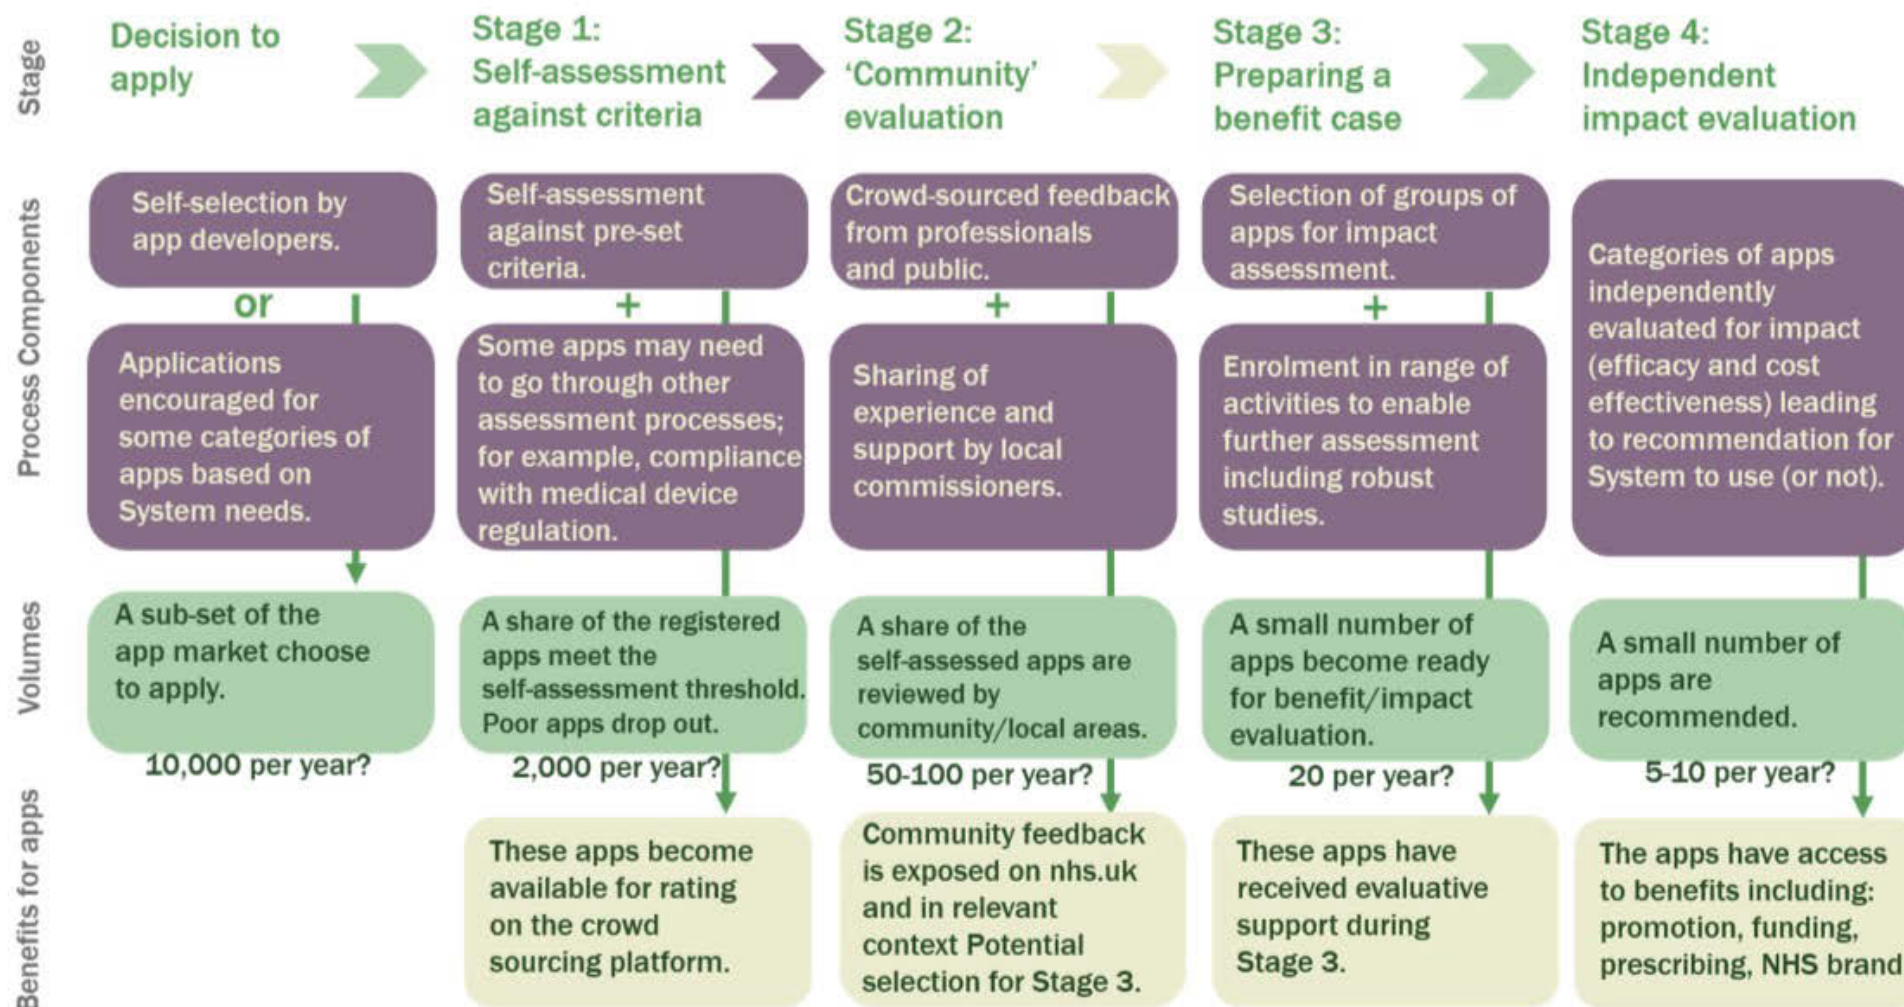 Stage
Decision to
apply
Stage 1:
Self-assessment
against criteria
Stage 2:
‘Community’
evaluation
Stage 3:
Preparing a
benefit case
Stage 4:
Independent
impact evaluation
Process Components
Self-selection by
app developers.
or
Applications
encouraged for
some categories of
apps based on
System needs.
Self-assessment
against pre-set
criteria.
+
Some apps may need
to go through other
assessment processes;
for example, compliance
with medical device
regulation.
Crowd-sourced feedback
from professionals
and public.
+
Sharing of
experience and
support by local
commissioners.
Selection of groups of
apps for impact
assessment.
+
Enrolment in range of
activities to enable
further assessment
including robust
studies.
Categories of apps
independently
evaluated for impact
(efficacy and cost
effectiveness) leading
to recommendation for
System to use (or not).
Volumes
A sub-set of the
app market choose
to apply.
10,000 per year?
A share of the registered
apps meet the
self-assessment threshold.
Poor apps drop out.
2,000 per year?
A share of the
self-assessed apps are
reviewed by
community/local areas.
50-100 per year?
A small number of
apps become ready
for benefit/impact
evaluation.
20 per year?
A small number of
apps are
recommended.
5-10 per year?
Benefits for apps
These apps become
available for rating
on the crowd
sourcing platform.
Community feedback
is exposed on nhs.uk
and in relevant
context Potential
selection for Stage 3.
These apps have
received evaluative
support during
Stage 3.
The apps have access
to benefits including:
promotion, funding,
prescribing, NHS brand